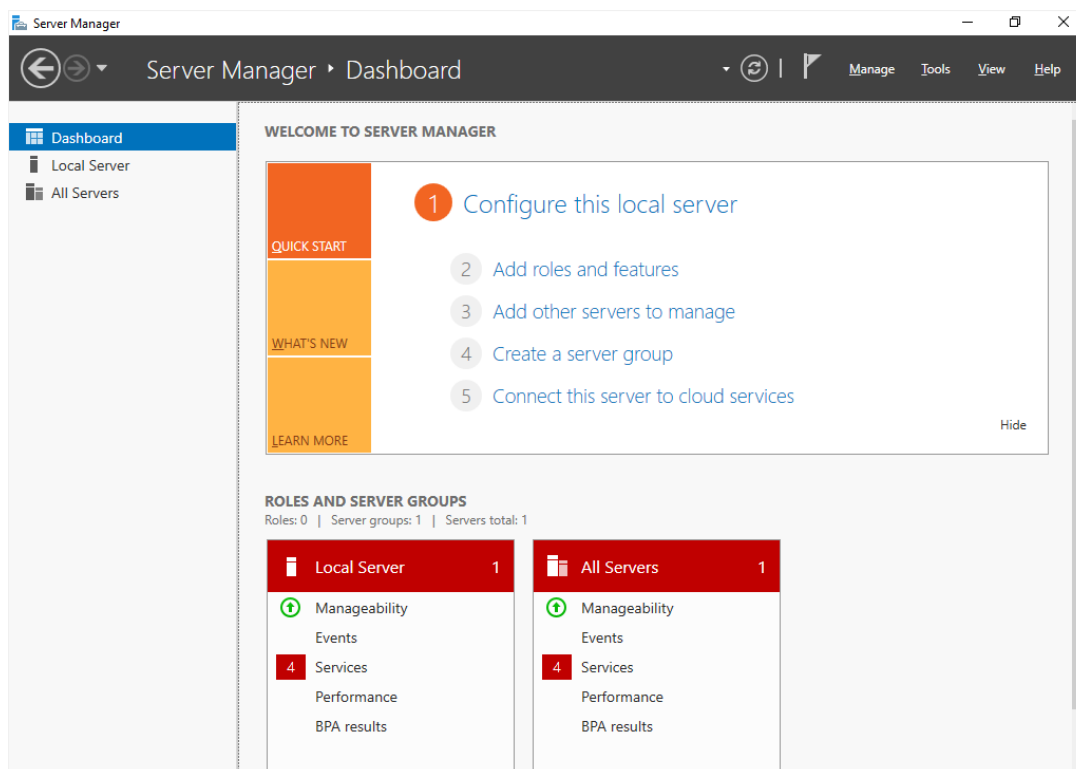 Server Manager
Server Manager ‣ Dashboard
Manage Tools View Help
Dashboard
Local Server
All Servers
WELCOME TO SERVER MANAGER
QUICK START
WHAT'S NEW
LEARN MORE
1 Configure this local server
2 Add roles and features
3 Add other servers to manage
4 Create a server group
5 Connect this server to cloud services
Hide
ROLES AND SERVER GROUPS
Roles: 0 | Server groups: 1 | Servers total: 1
Local Server 1
Manageability
Events
4 Services
Performance
BPA results
All Servers 1
Manageability
Events
4 Services
Performance
BPA results